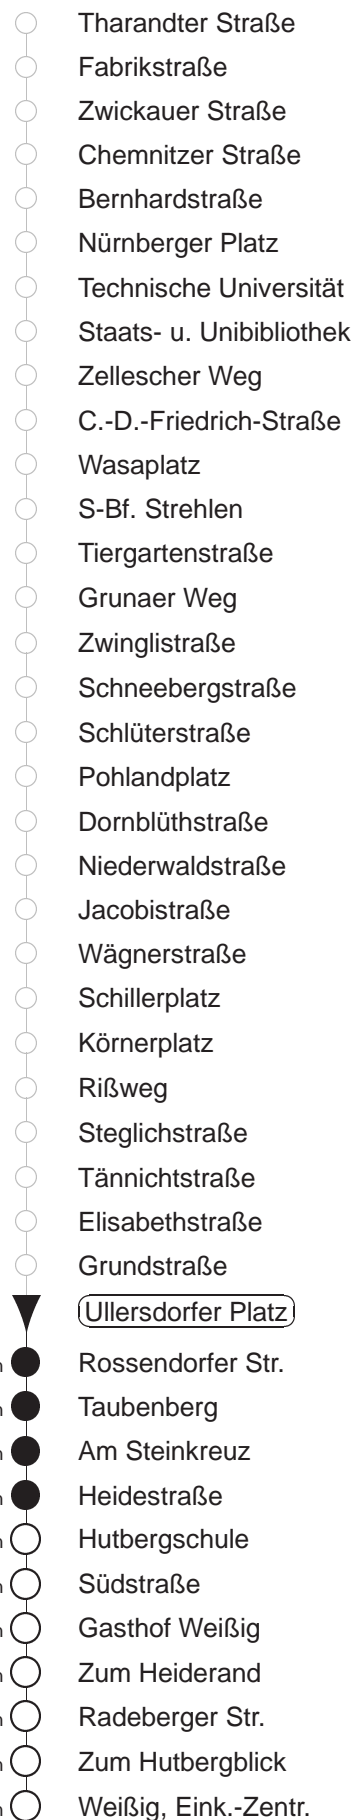 Tharandter Straße
Fabrikstraße
Zwickauer Straße
Chemnitzer Straße
Bernhardstraße
Nürnberger Platz
Technische Universität
Staats- u. Unibibliothek
Zellescher Weg
C.-D.-Friedrich-Straße
Wasaplatz
S-Bf. Strehlen
Tiergartenstraße
Grunaer Weg
Zwinglistraße
Schneebergstraße
Schlüterstraße
Pohlandplatz
Dornblüthstraße
Niederwaldstraße
Jacobistraße
Wägnerstraße
Schillerplatz
Körnerplatz
Rißweg
Steglichstraße
Tännichtstraße
Elisabethstraße
Grundstraße
Ullersdorfer Platz
Rossendorfer Str.
Taubenberg
Am Steinkreuz
Heidestraße
Hutbergschule
Südstraße
Gasthof Weißig
Zum Heiderand
Radeberger Str.
Zum Hutbergblick
Weißig, Eink.-Zentr.